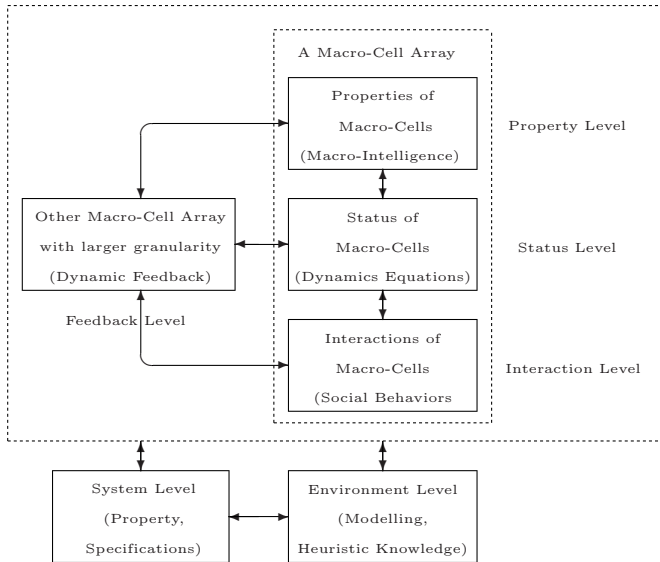 A Macro-Cell Array
Properties of
Macro-Cells
(Macro-Intelligence)
Property Level
Other Macro-Cell Array
with larger granularity
(Dynamic Feedback)
Status of
Macro-Cells
(Dynamics Equations)
Status Level
Feedback Level
Interactions of
Macro-Cells
(Social Behaviors
Interaction Level
System Level
(Property,
Specifications)
Environment Level
(Modelling,
Heuristic Knowledge)